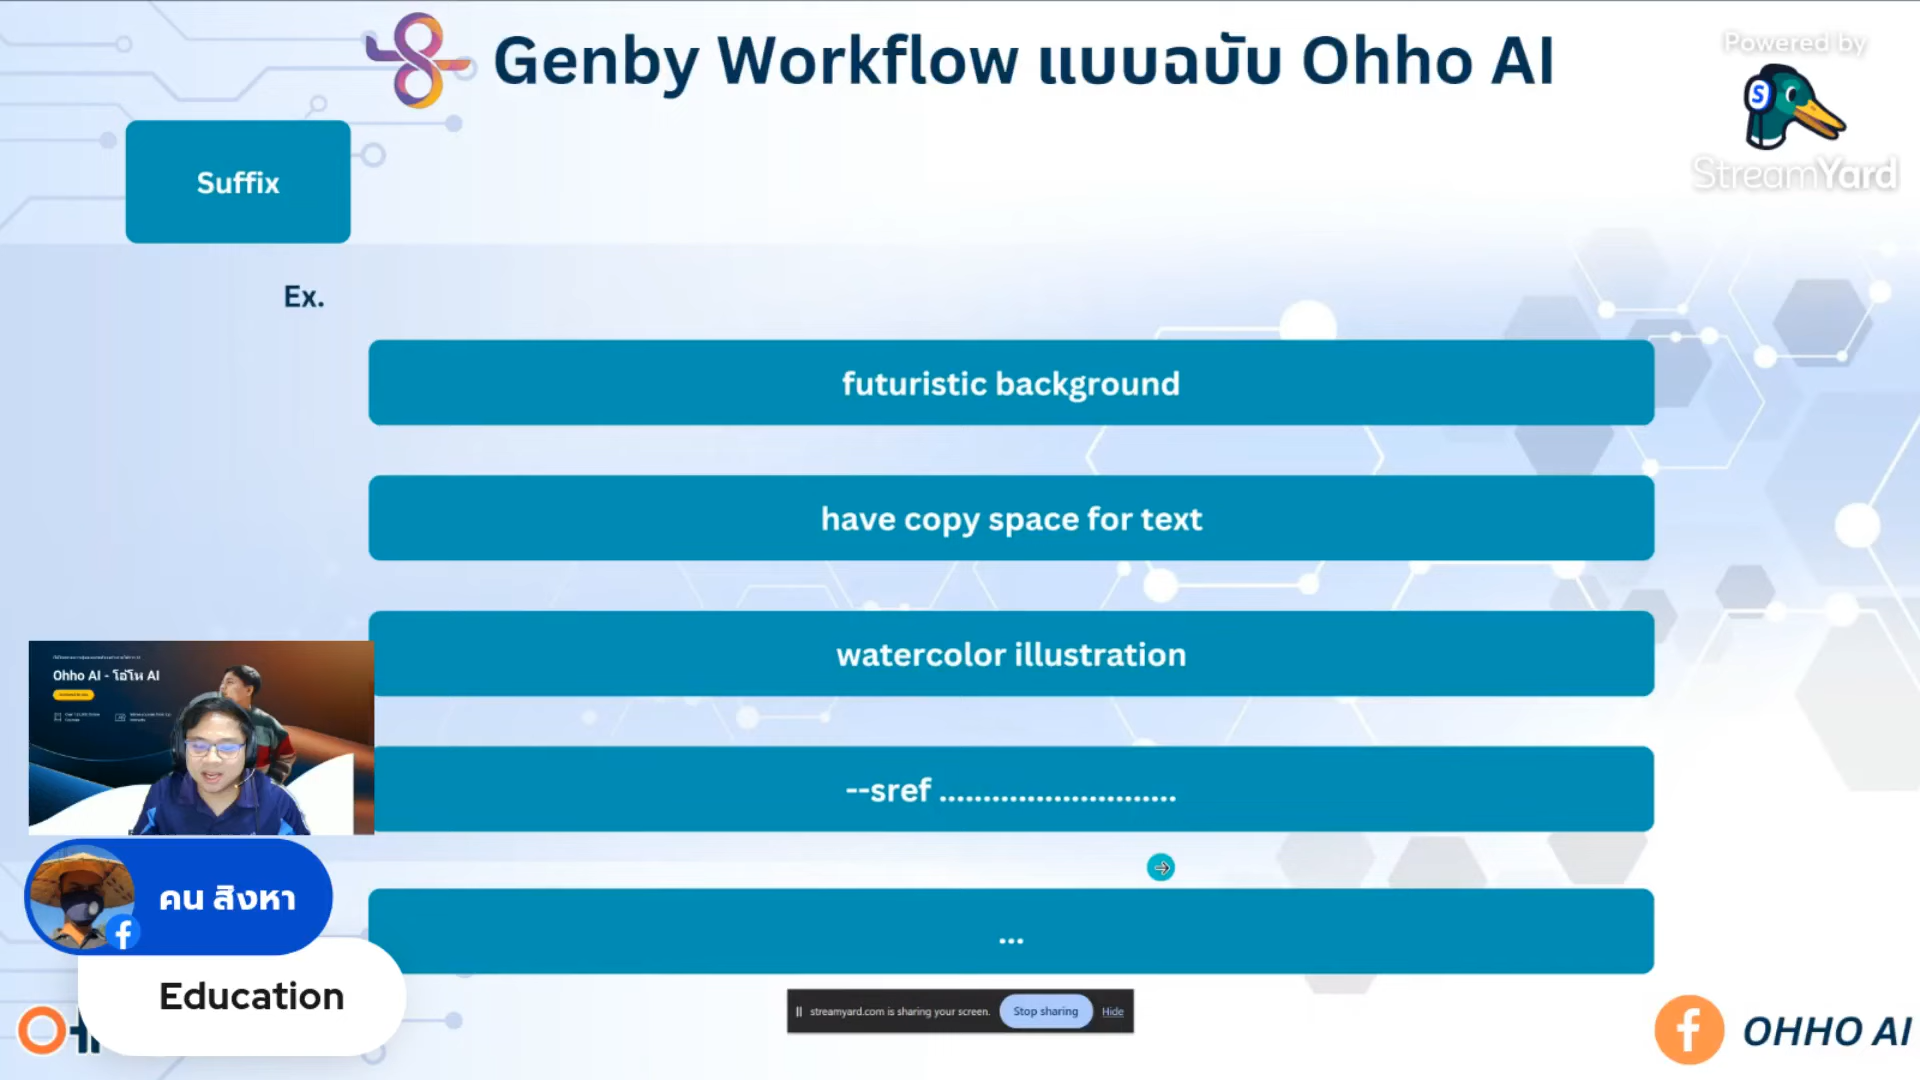 Genby Workflow แบบฉบับ Ohho AI
Powered by
StreamYard
Suffix
Ex.
futuristic background
have copy space for text
watercolor illustration
--sref ...........................
...
Ohho AI - โอ้โห AI
คน สิงหา
Education
streamyard.com is sharing your screen.
Stop sharing
Hide
OHHO AI